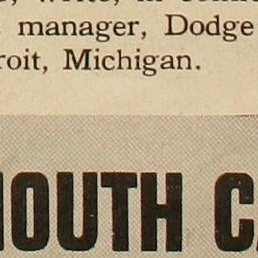 manager, Dodge
roit, Michigan.
OUTH C